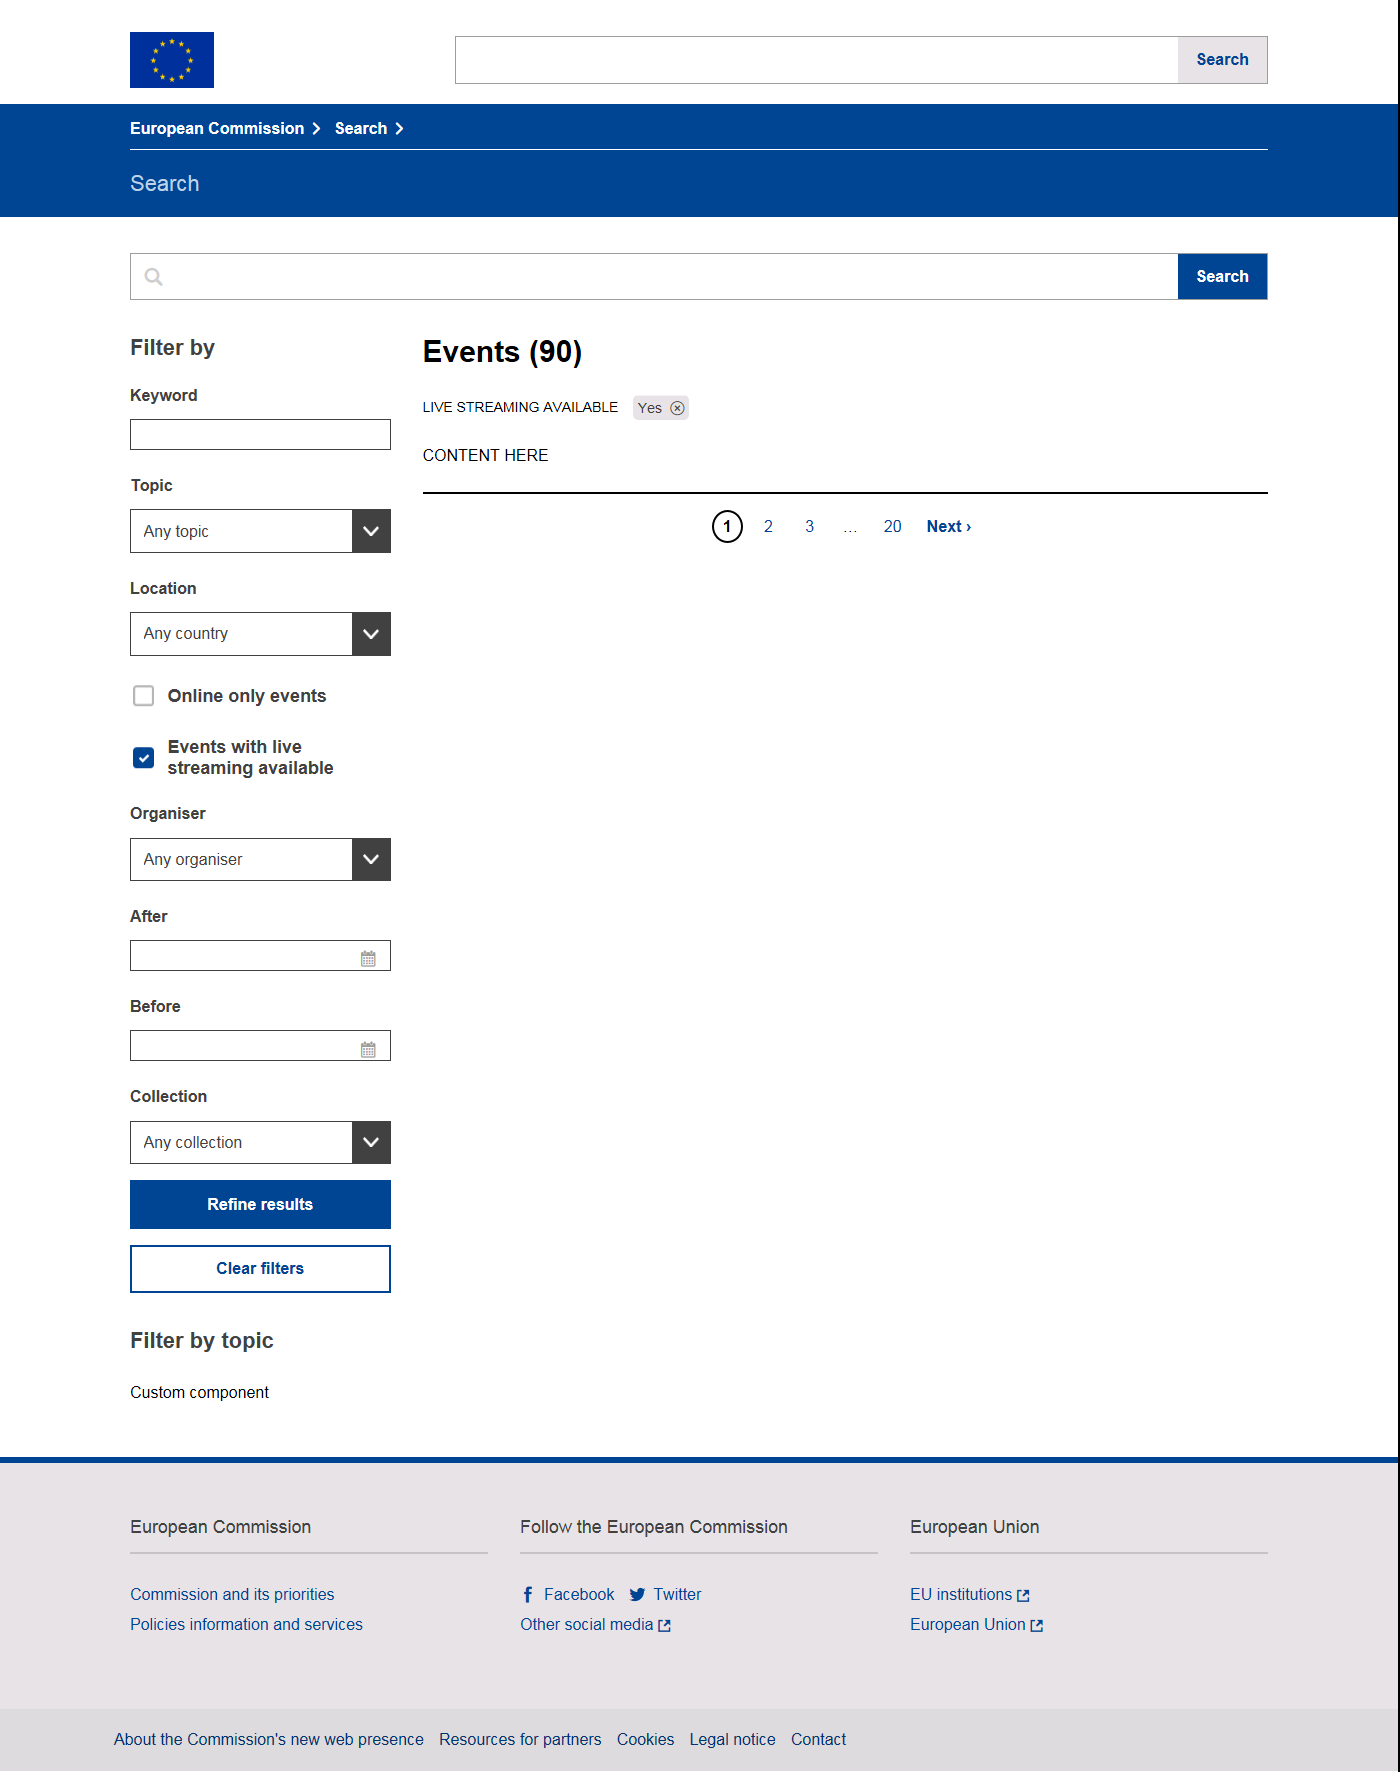 Search
European Commission Search
Search
Search
Filter by
Keyword
Topic
Any topic
Location
Any country
Online only events
Events with live
streaming available
Organiser
Any organiser
After
Before
Collection
Any collection
Refine results
Clear filters
Filter by topic
Custom component
Events (90)
LIVE STREAMING AVAILABLE Yes
CONTENT HERE
1 2 3 ... 20 Next ›
European Commission
Commission and its priorities
Policies information and services
Follow the European Commission
Facebook Twitter
Other social media
European Union
EU institutions
European Union
About the Commission's new web presence Resources for partners Cookies Legal notice Contact